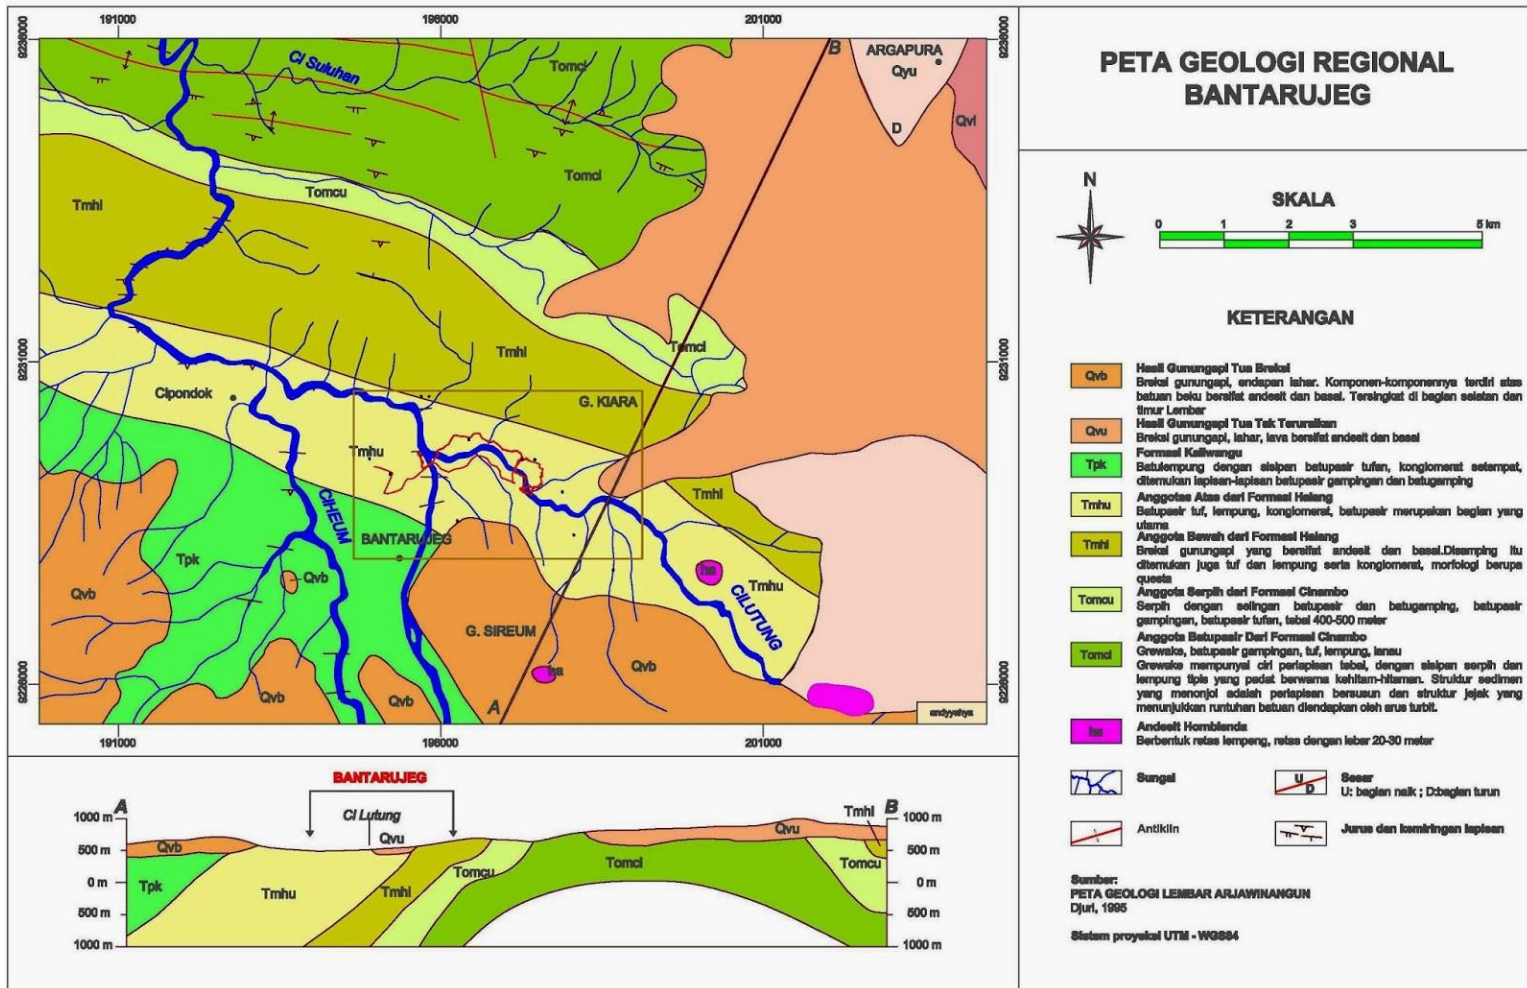 191000
196000
201000
9236000
9236000
CI Suluhan
Tomcl
ARGAPURA
Qyu
B
Qvl
D
Tomcl
Tomcu
Tmhl
Tmhl
Tomcl
9231000
9231000
Cipondok
G. KIARA
Tmhu
Tmhl
CIHEUM
BANTARUJEG
Tpk
Qvb
Qvb
ha
Tmhu
CILUTUNG
G. SIREUM
ha
Qvb
Qvb
Qvb
A
andyyahya
9226000
9226000
191000
196000
201000
PETA GEOLOGI REGIONAL
BANTARUJEG
N
SKALA
0 1 2 3 5 km
KETERANGAN
Qvb
Hasil Gunungapi Tua Breksi
Breksi gunungapi, endapan lahar. Komponen-komponennya terdiri atas
batuan beku bersifat andesit dan basal. Tersingkat di bagian selatan dan
timur Lembar
Qvu
Hasil Gunungapi Tua Tak Teruraikan
Breksi gunungapi, lahar, lava bersifat andesit dan basal
Tpk
Formasi Kaliwangu
Batulempung dengan sisipan batupasir tufan, konglomerat setempat,
ditemukan lapisan-lapisan batupasir gampingan dan batugamping
Tmhu
Anggotas Atas dari Formasi Halang
Batupasir tuf, lempung, konglomerat, batupasir merupakan bagian yang
utama
Tmhl
Anggota Bawah dari Formasi Halang
Breksi gunungapi yang bersifat andesit dan basal.Disamping itu
ditemukan juga tuf dan lempung serta konglomerat, morfologi berupa
questa
Tomcu
Anggota Serpih dari Formasi Cinambo
Serpih dengan selingan batupasir dan batugamping, batupasir
gampingan, batupasir tufan, tebal 400-500 meter
Tomcl
Anggota Batupasir Dari Formasi Cinambo
Grewake, batupasir gampingan, tuf, lempung, lanau
Grewake mempunyai ciri perlapisan tebal, dengan sisipan serpih dan
lempung tipis yang padat berwarna kehitam-hitaman. Struktur sedimen
yang menonjol adalah perlapisan bersusun dan struktur jejak yang
menunjukkan runtuhan batuan diendapkan oleh arus turbit.
ha
Andesit Hornblenda
Berbentuk retas lempeng, retas dengan lebar 20-30 meter
Sungai
U
D
Sesar
U: bagian naik ; D:bagian turun
Antiklin
Jurus dan kemiringan lapisan
Sumber:
PETA GEOLOGI LEMBAR ARJAWINANGUN
Djuri, 1995
Sistem proyeksi UTM - WGS84
BANTARUJEG
A
Ci Lutung
Tmhl
B
1000 m
500 m
0 m
500 m
1000 m
Qvb
Tpk
Tmhu
Qvu
Tmhl
Tomcu
Tomcl
Qvu
Tomcu
1000 m
500 m
0 m
500 m
1000 m